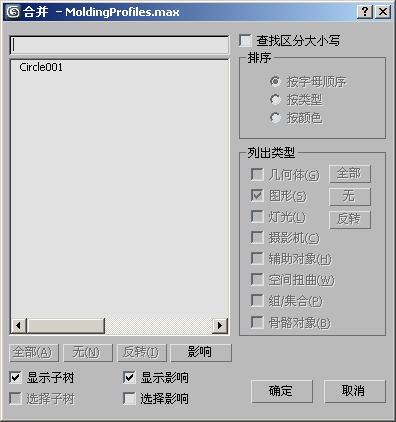 合并 - MoldingProfiles.max
查找区分大小写
Circle001
排序
按字母顺序
按类型
按颜色
列出类型
几何体(G) 全部
图形(S) 无
灯光(L) 反转
摄影机(C)
辅助对象(H)
空间扭曲(W)
组/集合(P)
骨骼对象(B)
全部(A) 无(N) 反转(I) 影响
显示子树 显示影响
选择子树 选择影响
确定 取消